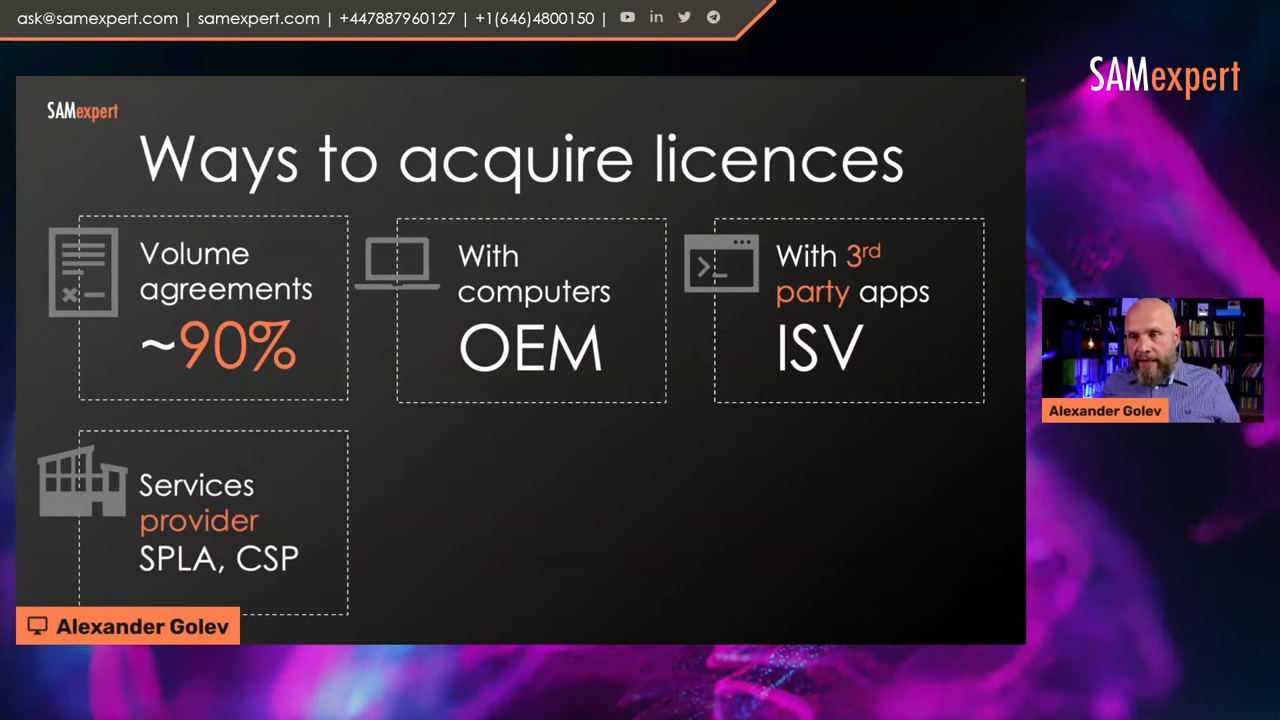 ask@samexpert.com | samexpert.com | +447887960127 | +1(646)4800150 |
SAMexpert
SAMexpert
Ways to acquire licences
Volume
agreements
~90%
With
computers
OEM
With 3rd
party apps
ISV
Services
provider
SPLA, CSP
Alexander Golev
Alexander Golev